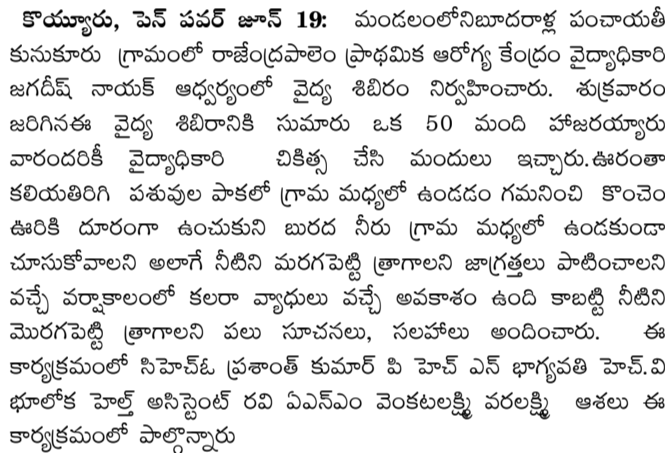 కొయ్యూరు, పెన్ పవర్ జూన్ 19: మండలంలోనిబూదరాళ్ల పంచాయతీ
కునుకూరు గ్రామంలో రాజేంద్రపాలెం ప్రాథమిక ఆరోగ్య కేంద్రం వైద్యాధికారి
జగదీష్ నాయక్ ఆధ్వర్యంలో వైద్య శిబిరం నిర్వహించారు. శుక్రవారం
జరిగినఈ వైద్య శిబిరానికి సుమారు ఒక 50 మంది హాజరయ్యారు
వారందరికీ వైద్యాధికారి చికిత్స చేసి మందులు ఇచ్చారు.ఊరంతా
కలియతిరిగి పశువుల పాకలో గ్రామ మధ్యలో ఉండడం గమనించి కొంచెం
ఊరికి దూరంగా ఉంచుకుని బురద నీరు గ్రామ మధ్యలో ఉండకుండా
చూసుకోవాలని అలాగే నీటిని మరగపెట్టి త్రాగాలని జాగ్రత్తలు పాటించాలని
వచ్చే వర్షాకాలంలో కలరా వ్యాధులు వచ్చే అవకాశం ఉంది కాబట్టి నీటిని
మొరగపెట్టి త్రాగాలని పలు సూచనలు, సలహాలు అందించారు. ఈ
కార్యక్రమంలో సిహెచ్ఓ ప్రశాంత్ కుమార్ పి హెచ్ ఎన్ భాగ్యవతి హెచ్.వి
భూలోక హెల్త్ అసిస్టెంట్ రవి ఏఎన్ఎం వెంకటలక్ష్మి వరలక్ష్మి ఆశలు ఈ
కార్యక్రమంలో పాల్గొన్నారు